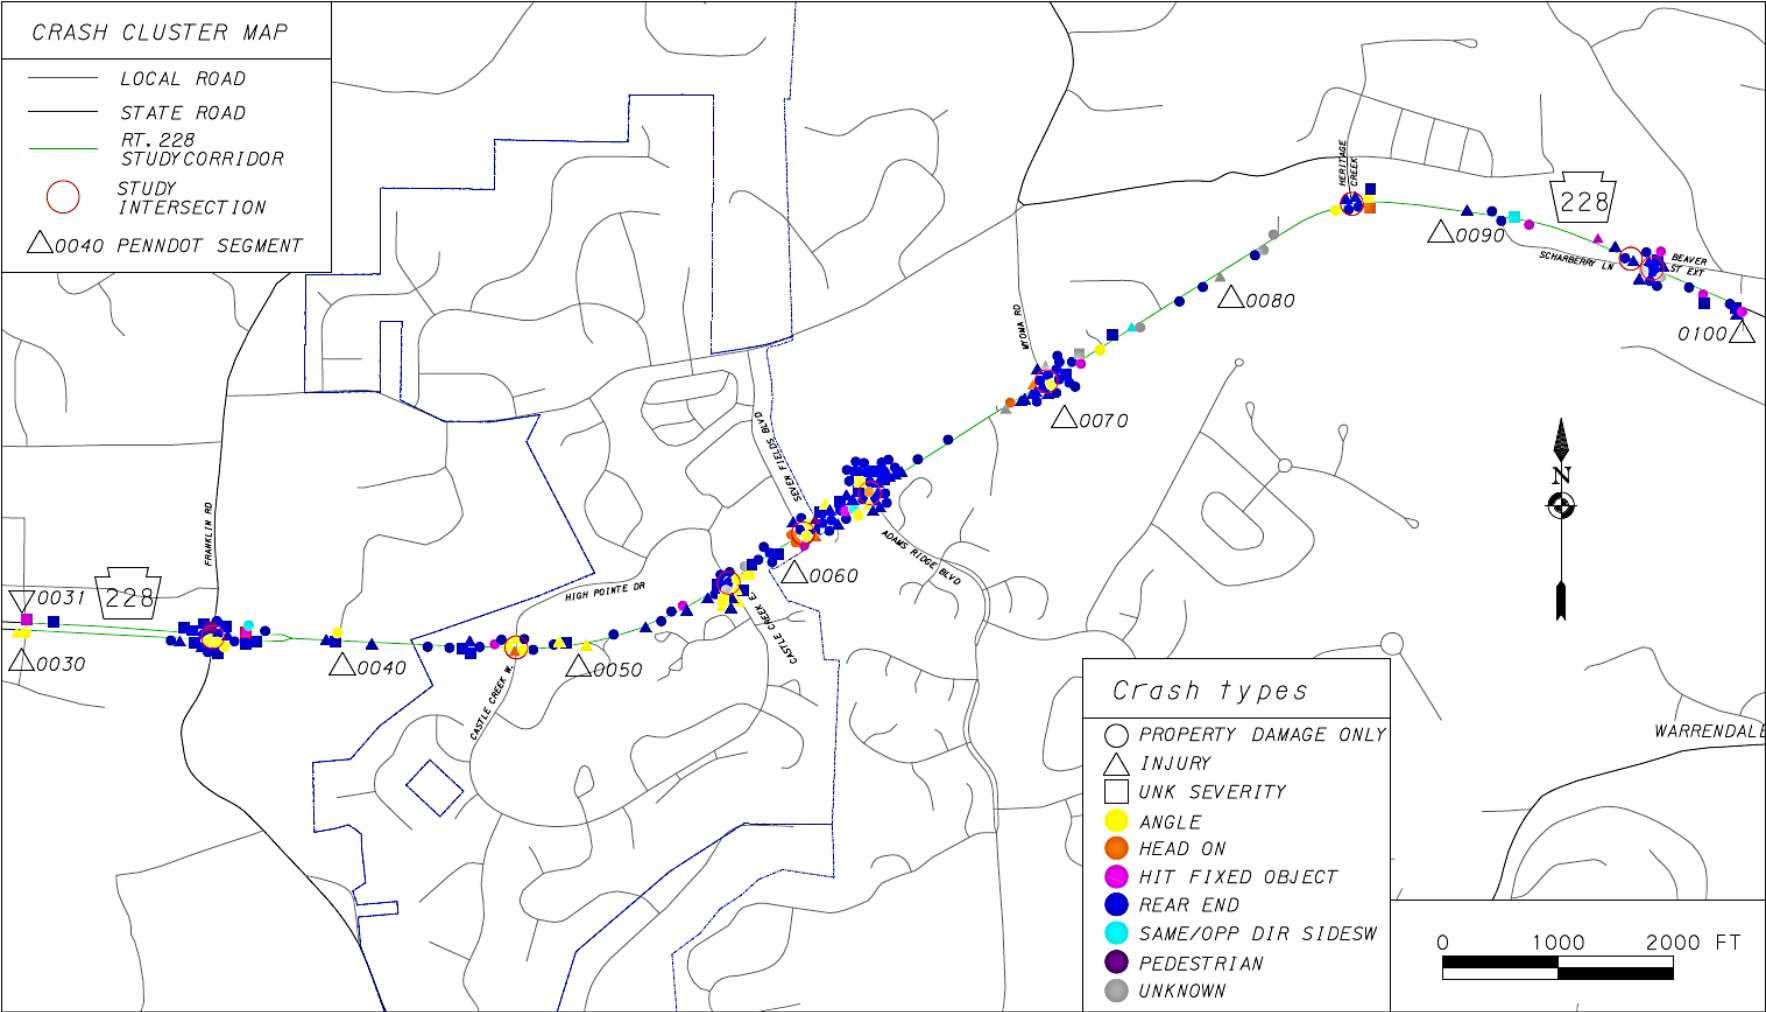 CRASH CLUSTER MAP
LOCAL ROAD
STATE ROAD
RT. 228
STUDY CORRIDOR
STUDY
INTERSECTION
0040 PENNDOT SEGMENT
HERITAGE
CREEK
228
0090
SCHARBERRY LN
BEAVER
ST EXT
0080
0100
MYOMA RD
0070
SEVEN FIELDS BLVD
N
FRANKLIN RD
ADAMS RIDGE BLVD
0060
HIGH POINTE DR
CASTLE CREEK E.
0031
228
0030
0040
0050
CASTLE CREEK W.
WARRENDALE
Crash types
PROPERTY DAMAGE ONLY
INJURY
UNK SEVERITY
ANGLE
HEAD ON
HIT FIXED OBJECT
REAR END
SAME/OPP DIR SIDESW
PEDESTRIAN
UNKNOWN
0 1000 2000 FT